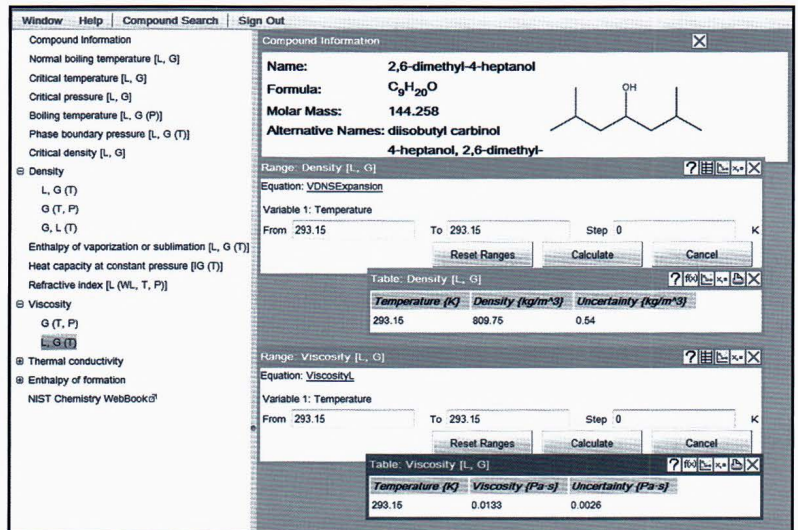 Window Help Compound Search Sign Out
Compound Information
Normal boiling temperature [L, G]
Critical temperature [L, G]
Critical pressure [L, G]
Boiling temperature [L, G (P)]
Phase boundary pressure [L, G (T)]
Critical density [L, G]
Density
L, G (T)
G (T, P)
G, L (T)
Enthalpy of vaporization or sublimation [L, G (T)]
Heat capacity at constant pressure [IG (T)]
Refractive index [L (WL, T, P)]
Viscosity
G (T, P)
L, G (T)
Thermal conductivity
Enthalpy of formation
NIST Chemistry WebBook
Compound Information
Name: 2,6-dimethyl-4-heptanol
Formula: C₉H₂₀O
Molar Mass: 144.258
Alternative Names: diisobutyl carbinol
4-heptanol, 2,6-dimethyl-
OH
Range: Density [L, G]
Equation: VDNSExpansion
Variable 1: Temperature
From 293.15 To 293.15 Step 0 K
Reset Ranges Calculate Cancel
Table: Density [L, G]
? f(x) x,*
Temperature {K} Density {kg/m^3} Uncertainty {kg/m^3}
293.15 809.75 0.54
Range: Viscosity [L, G]
Equation: ViscosityL
Variable 1: Temperature
From 293.15 To 293.15 Step 0 K
Reset Ranges Calculate Cancel
Table: Viscosity [L, G]
? f(x) x,*
Temperature {K} Viscosity {Pa·s} Uncertainty {Pa·s}
293.15 0.0133 0.0026